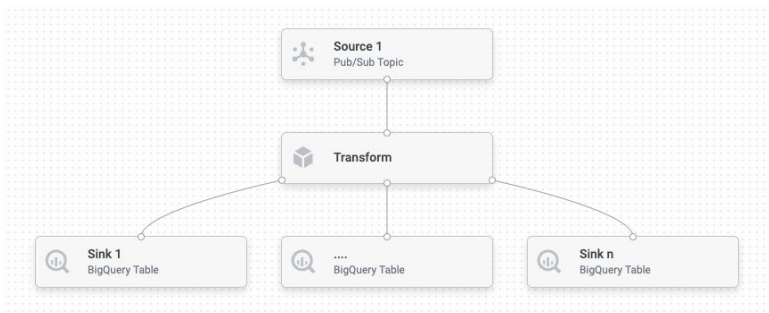 Source 1
Pub/Sub Topic
Transform
Sink 1
BigQuery Table
....
BigQuery Table
Sink n
BigQuery Table